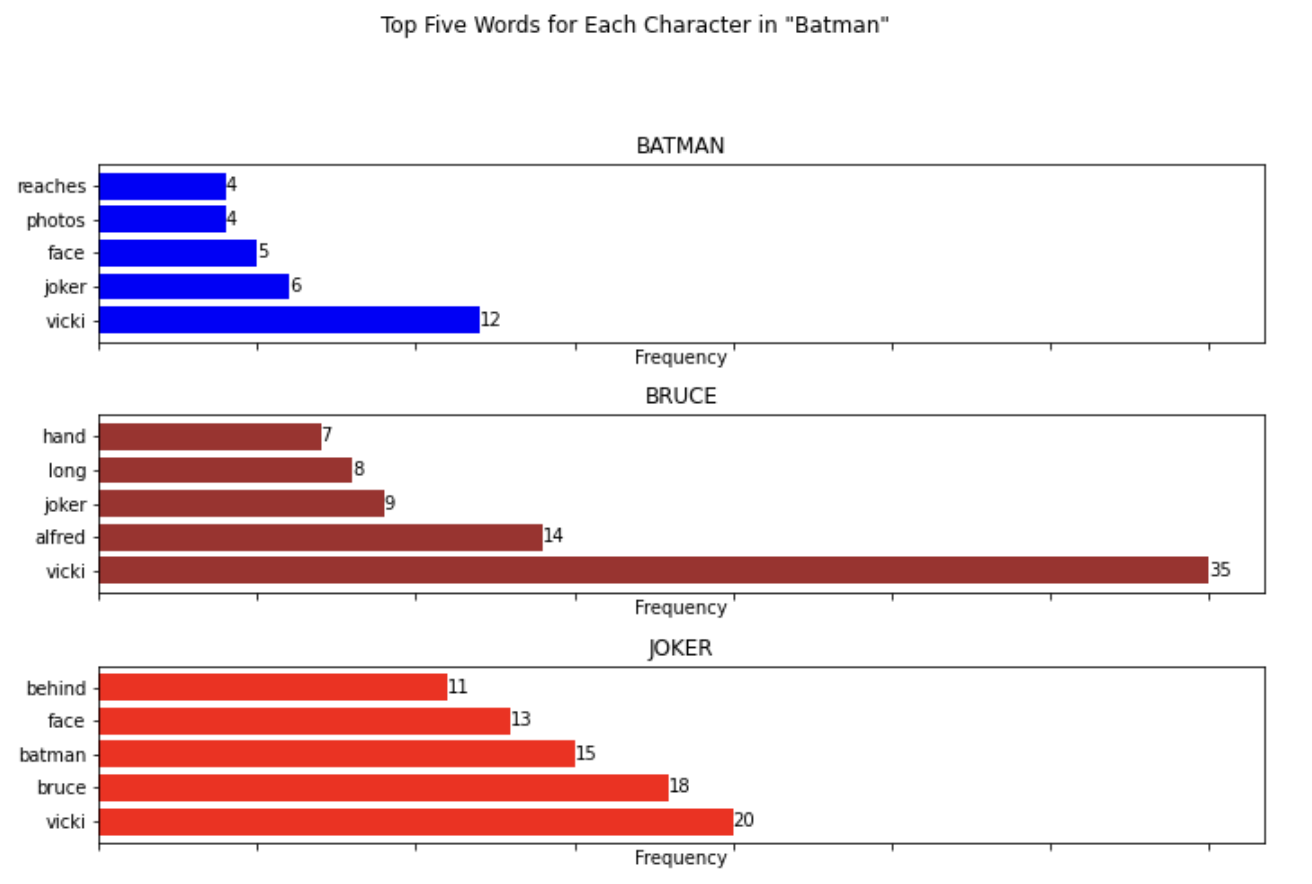 Top Five Words for Each Character in "Batman"
BATMAN
reaches 4
photos 4
face 5
joker 6
vicki 12
Frequency
BRUCE
hand 7
long 8
joker 9
alfred 14
vicki 35
Frequency
JOKER
behind 11
face 13
batman 15
bruce 18
vicki 20
Frequency